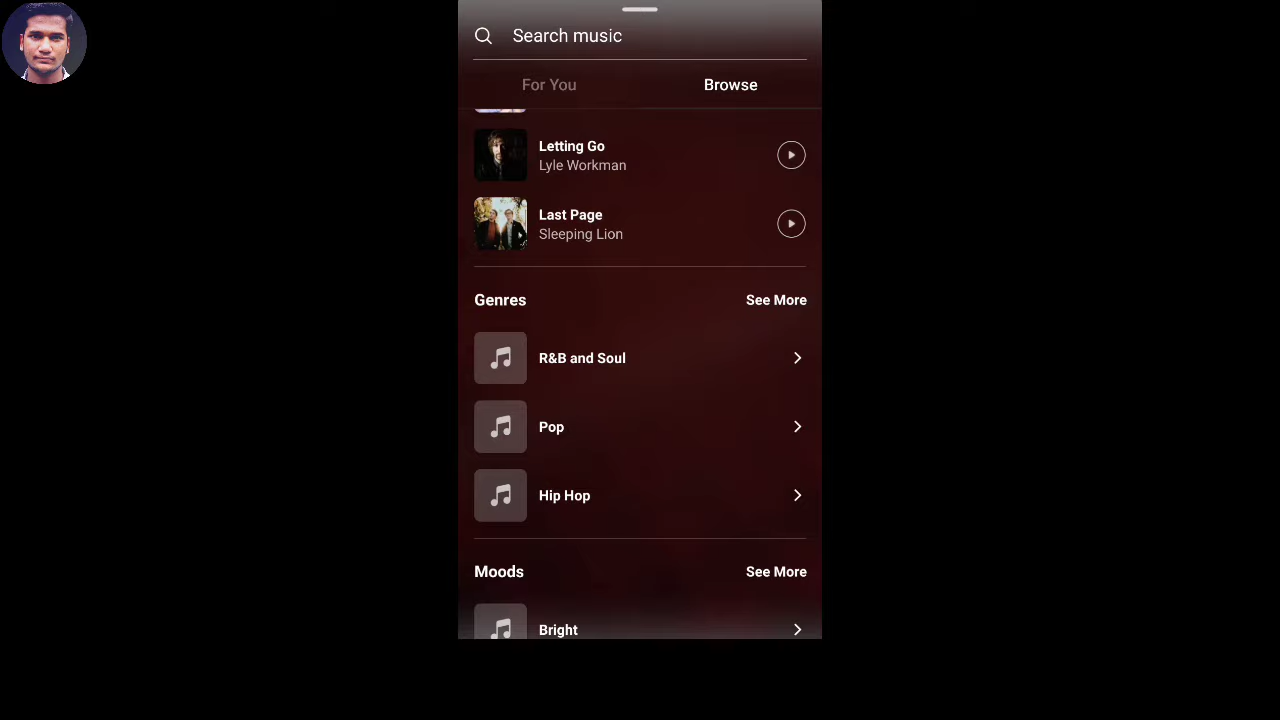 Search music
For You
Browse
Letting Go
Lyle Workman
Last Page
Sleeping Lion
Genres
See More
R&B and Soul
Pop
Hip Hop
Moods
See More
Bright